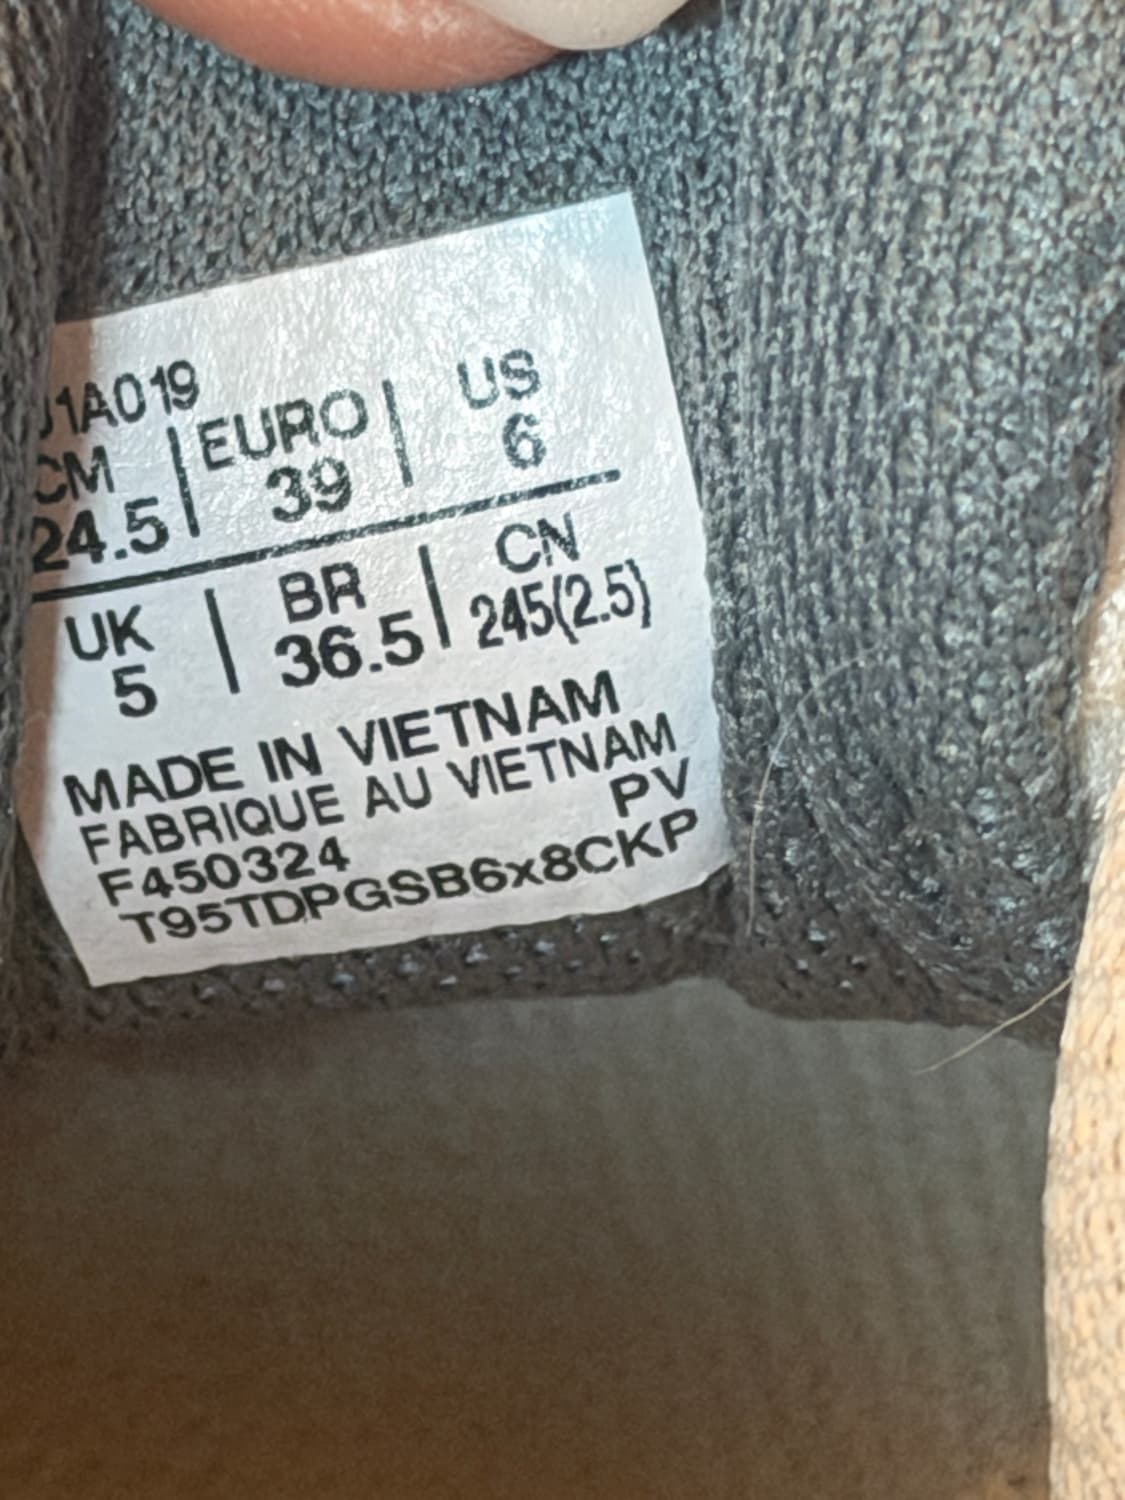 J1A019
CM | EURO | US
24.5 | 39 | 6
UK | BR | CN
5 | 36.5 | 245(2.5)
MADE IN VIETNAM
FABRIQUE AU VIETNAM
PV
F450324
T95TDPGSB6x8CKP